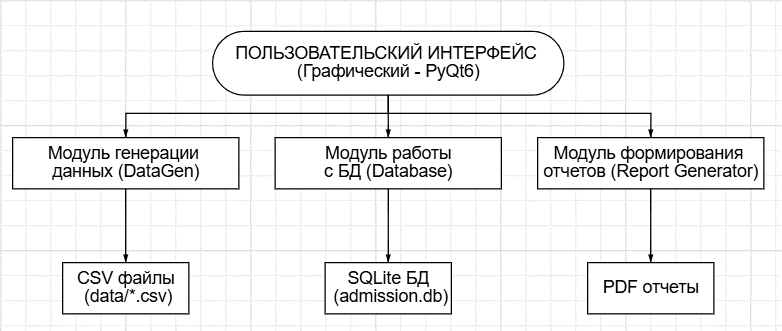 ПОЛЬЗОВАТЕЛЬСКИЙ ИНТЕРФЕЙС
(Графический - PyQt6)
Модуль генерации
данных (DataGen)
Модуль работы
с БД (Database)
Модуль формирования
отчетов (Report Generator)
CSV файлы
(data/*.csv)
SQLite БД
(admission.db)
PDF отчеты